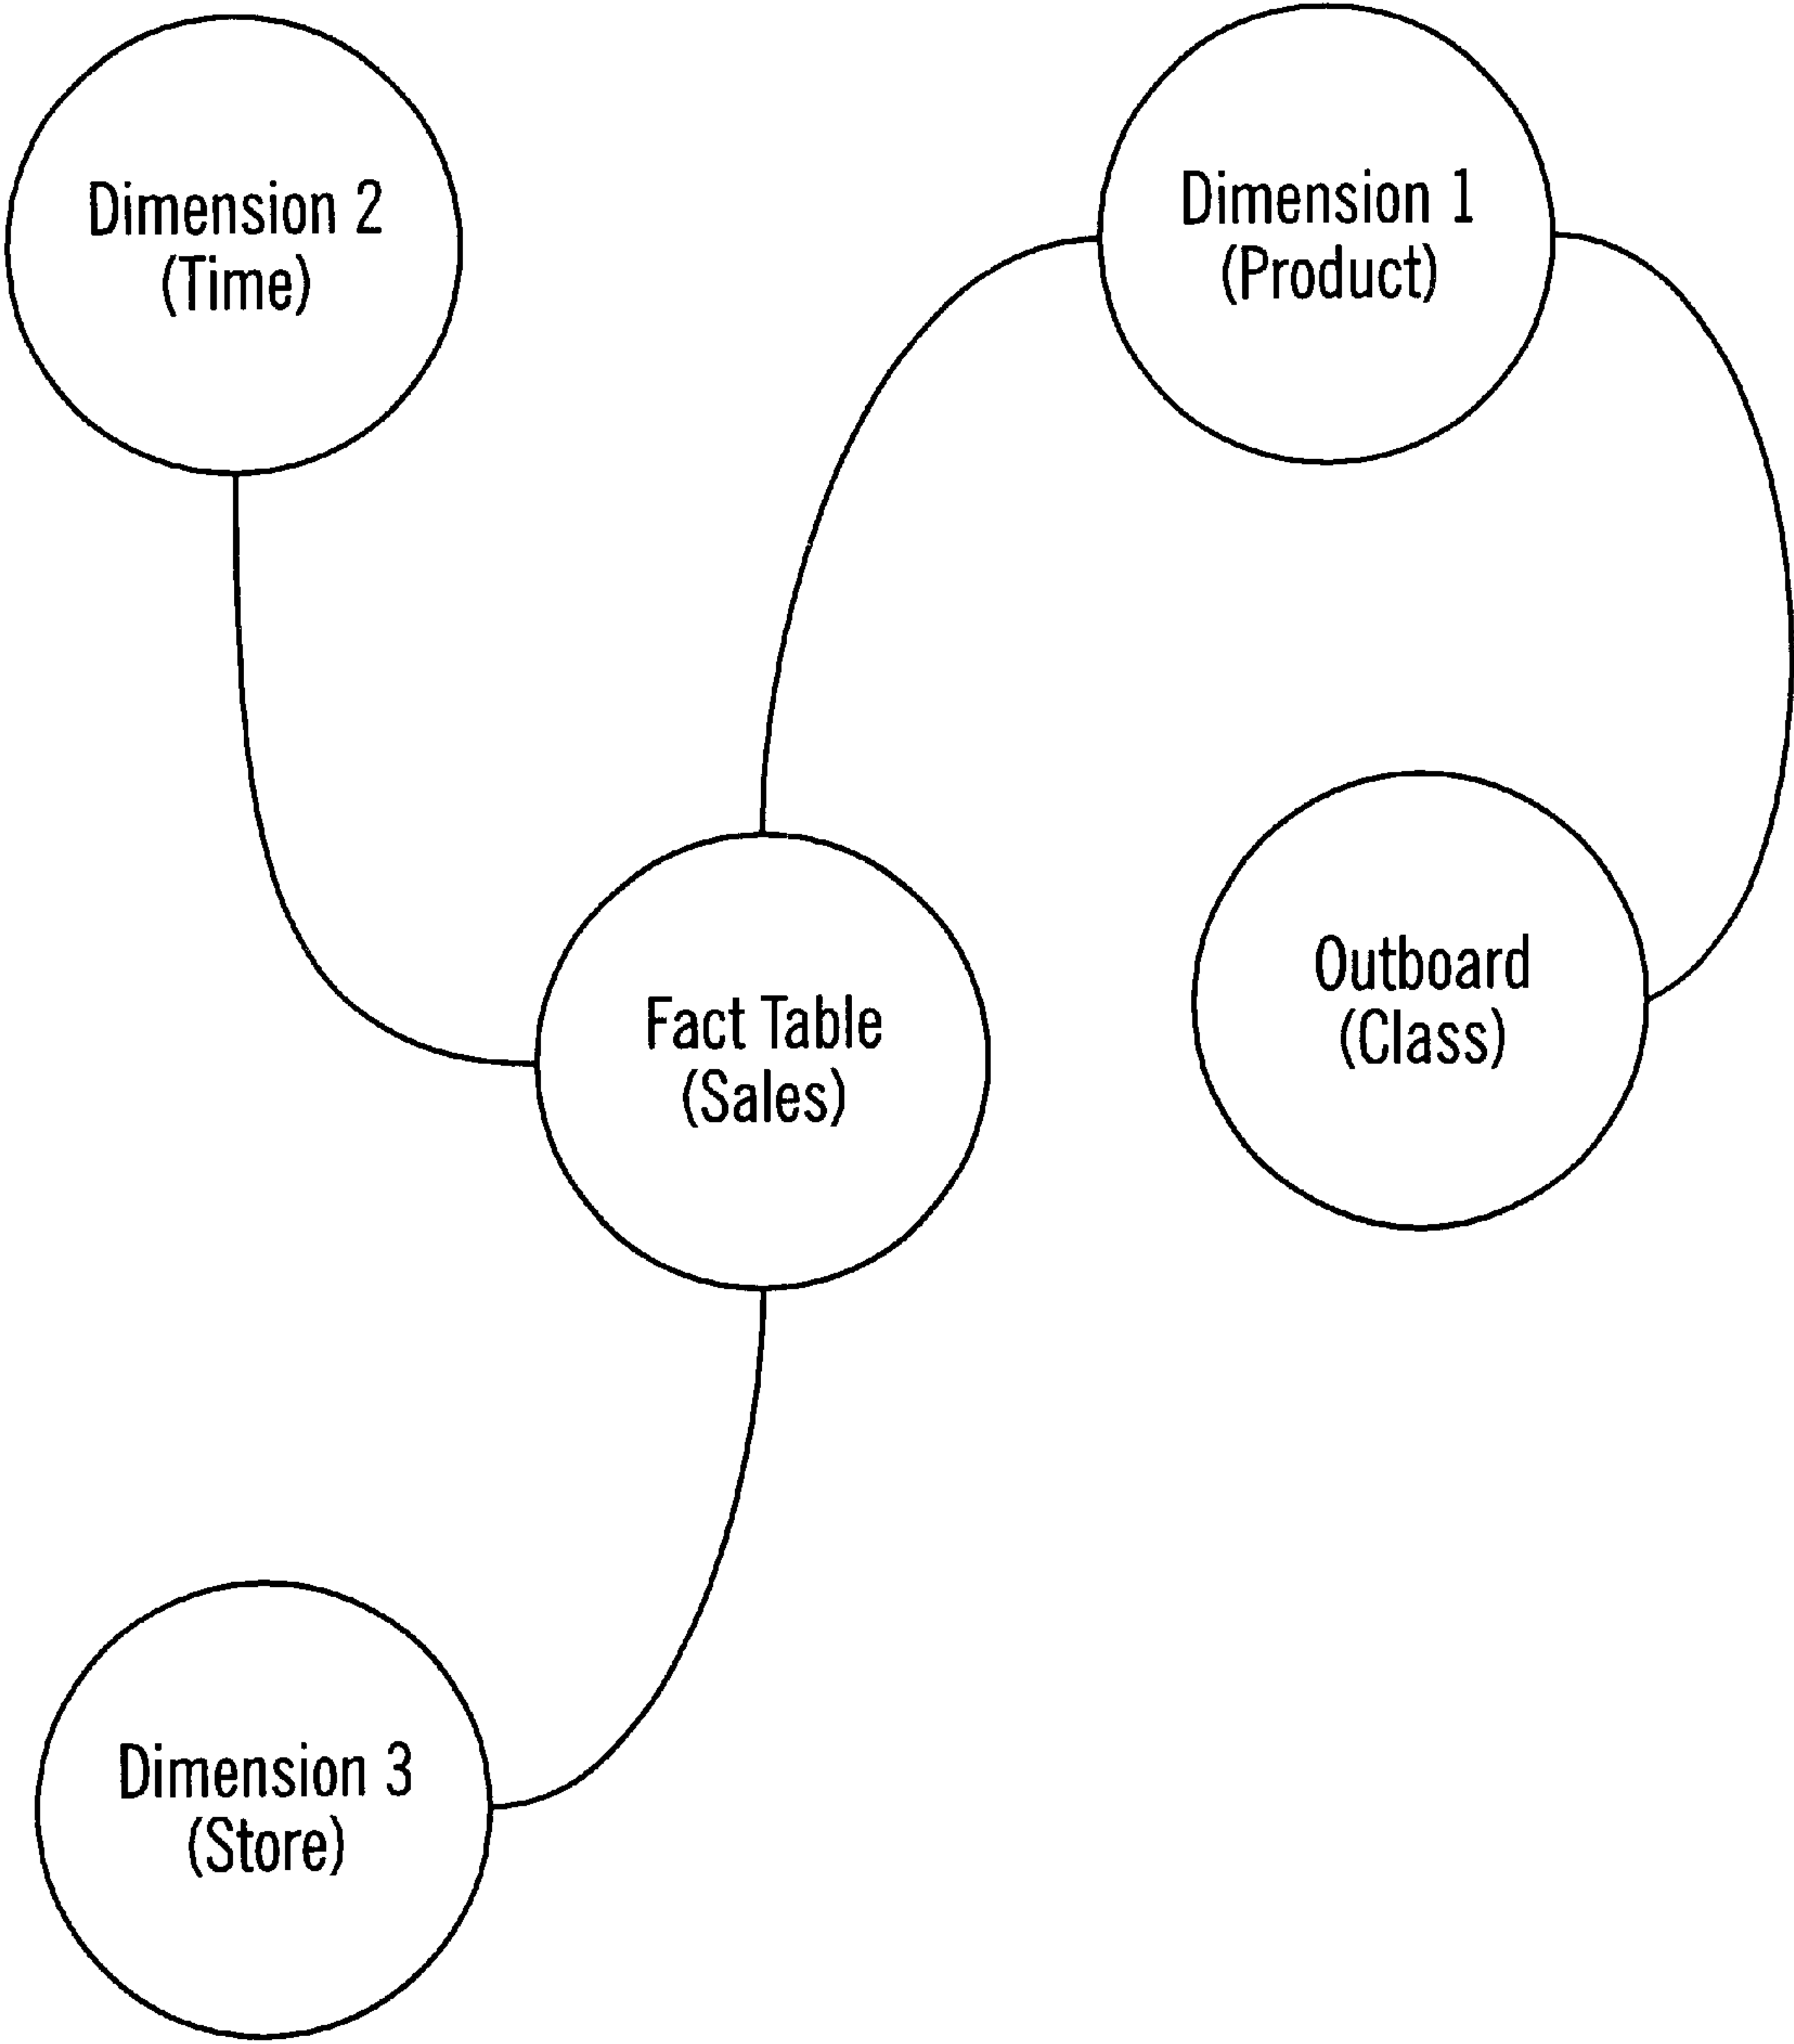 Dimension 2
(Time)
Dimension 1
(Product)
Outboard
(Class)
Fact Table
(Sales)
Dimension 3
(Store)